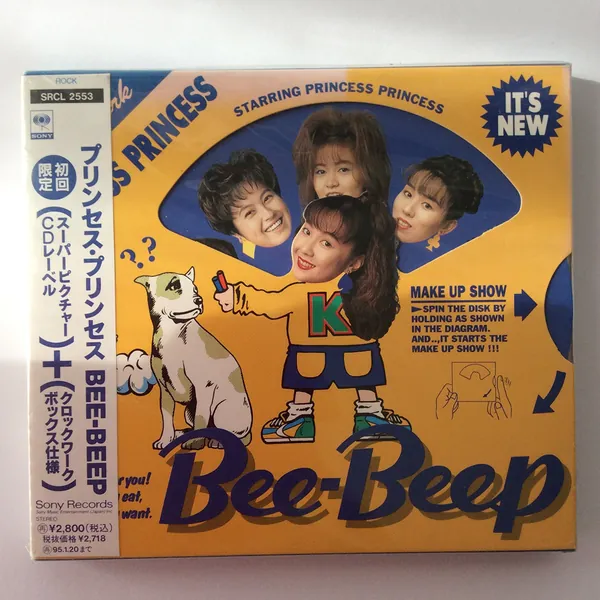 ROCK
SRCL 2553
SONY
プリンセス・プリンセス BEE-BEEP
初回
限定
(スーパーピクチャー
CDレーベル)
+
(クロックワーク
ボックス仕様)
Sony Records
Sony Music Entertainment (Japan) Inc.
STEREO
¥2,800(税込)
税抜価格 ¥2,718
95.1.20まで
PRINCESS
STARRING PRINCESS PRINCESS
IT'S
NEW
??
K
MAKE UP SHOW
►SPIN THE DISK BY
HOLDING AS SHOWN
IN THE DIAGRAM.
AND..,IT STARTS THE
MAKE UP SHOW !!!
Bee-Beep
you!
eat,
want.